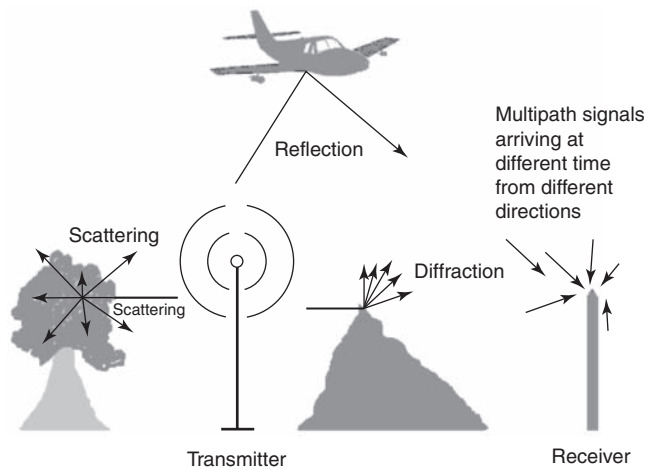 Reflection
Multipath signals
arriving at
different time
from different
directions
Scattering
Diffraction
Scattering
Transmitter
Receiver